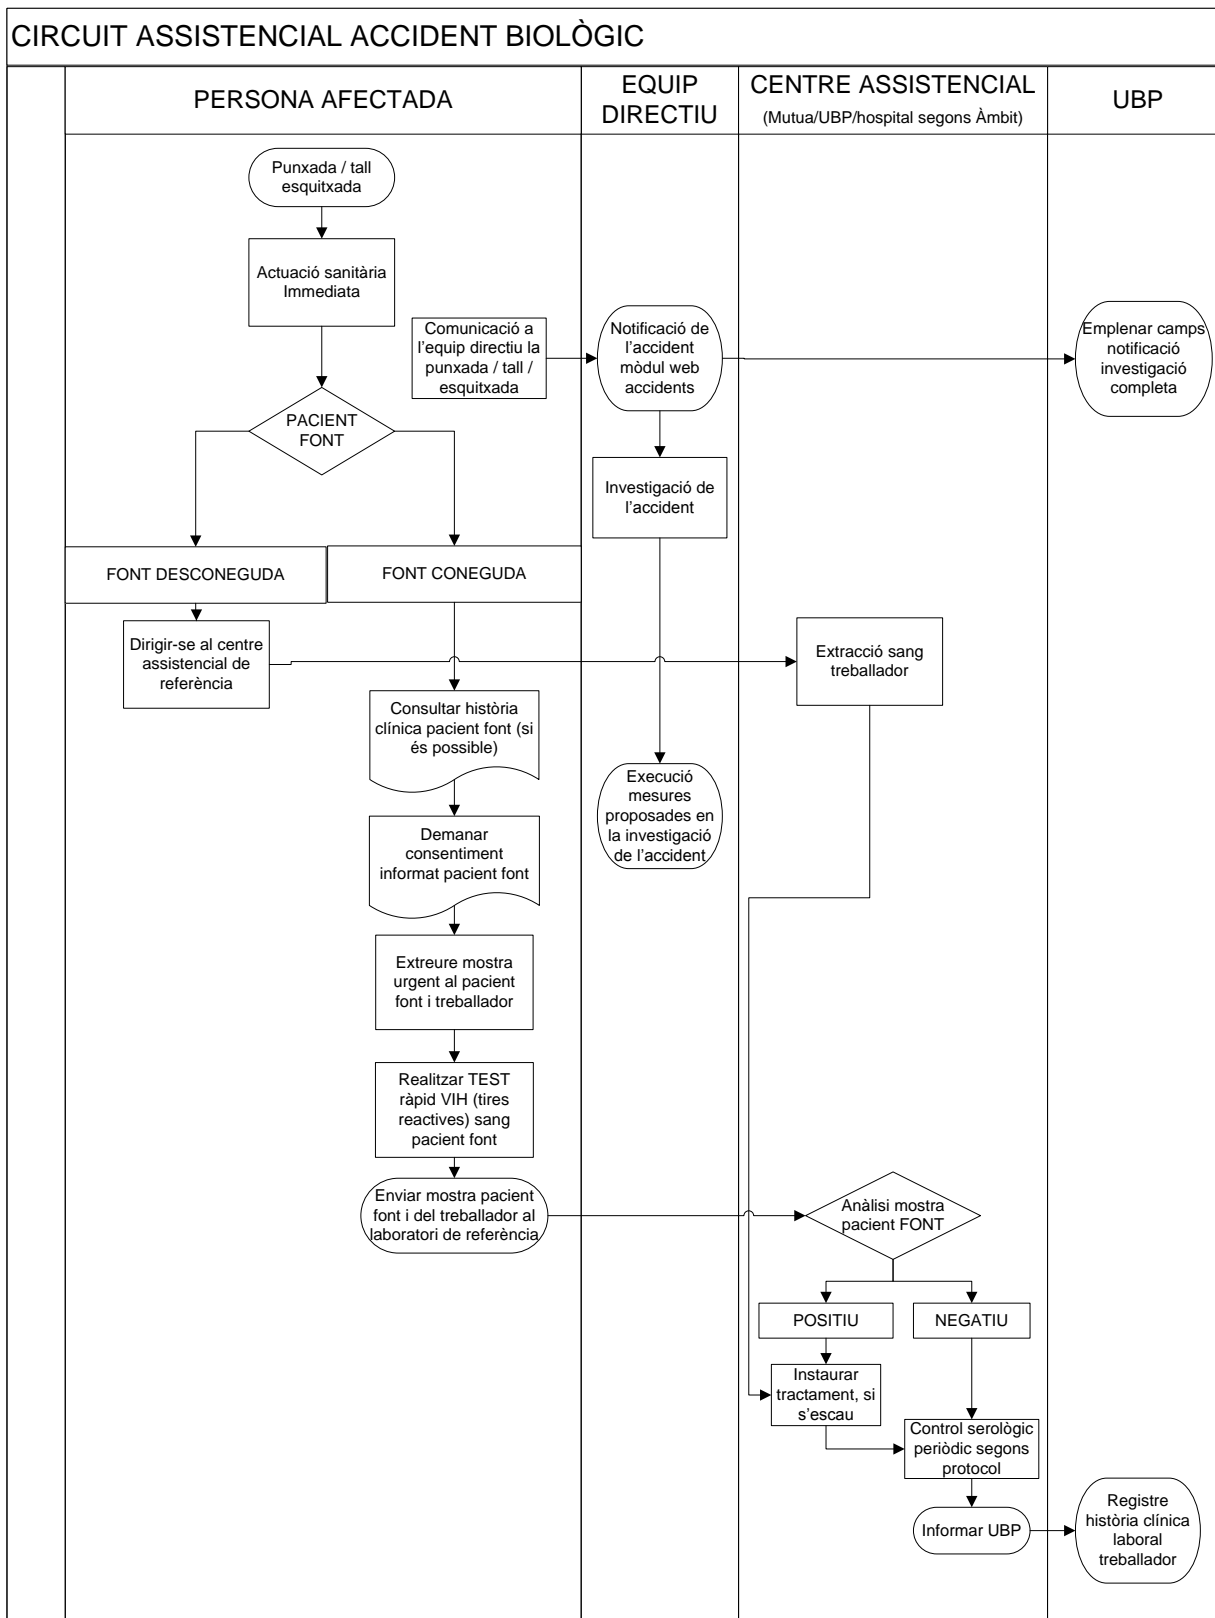 CIRCUIT ASSISTENCIAL ACCIDENT BIOLÒGIC
PERSONA AFECTADA
EQUIP
DIRECTIU
CENTRE ASSISTENCIAL
(Mutua/UBP/hospital segons Àmbit)
UBP
Punxada / tall
esquitxada
Actuació sanitària
Immediata
Comunicació a
l’equip directiu la
punxada / tall /
esquitxada
Notificació de
l’accident
mòdul web
accidents
Emplenar camps
notificació
investigació
completa
PACIENT
FONT
Investigació de
l’accident
FONT DESCONEGUDA
FONT CONEGUDA
Dirigir-se al centre
assistencial de
referència
Extracció sang
treballador
Consultar història
clínica pacient font (si
és possible)
Execució
mesures
proposades en
la investigació
de l’accident
Demanar
consentiment
informat pacient font
Extreure mostra
urgent al pacient
font i treballador
Realitzar TEST
ràpid VIH (tires
reactives) sang
pacient font
Enviar mostra pacient
font i del treballador al
laboratori de referència
Anàlisi mostra
pacient FONT
POSITIU
NEGATIU
Instaurar
tractament, si
s’escau
Control serològic
periòdic segons
protocol
Informar UBP
Registre
història clínica
laboral
treballador